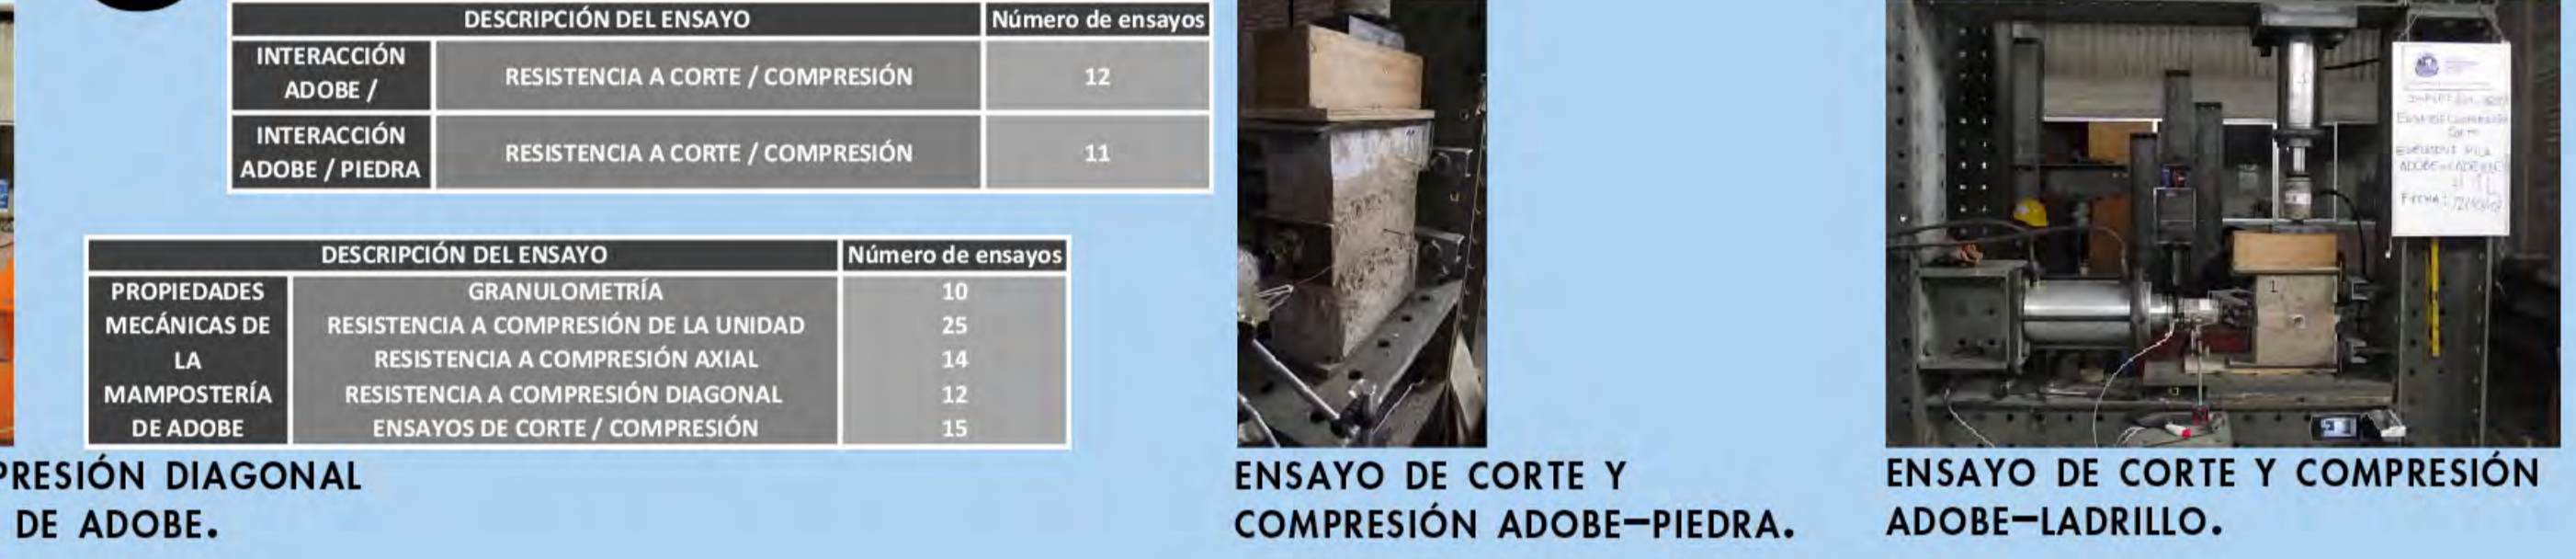 DESCRIPCIÓN DEL ENSAYO Número de ensayos
INTERACCIÓN
ADOBE /
RESISTENCIA A CORTE / COMPRESIÓN 12
INTERACCIÓN
ADOBE / PIEDRA
RESISTENCIA A CORTE / COMPRESIÓN 11
DESCRIPCIÓN DEL ENSAYO Número de ensayos
PROPIEDADES GRANULOMETRÍA 10
MECÁNICAS DE RESISTENCIA A COMPRESIÓN DE LA UNIDAD 25
LA RESISTENCIA A COMPRESIÓN AXIAL 14
MAMPOSTERÍA RESISTENCIA A COMPRESIÓN DIAGONAL 12
DE ADOBE ENSAYOS DE CORTE / COMPRESIÓN 15
PRESIÓN DIAGONAL
DE ADOBE.
ENSAYO DE CORTE Y
COMPRESIÓN ADOBE–PIEDRA.
ENSAYO DE CORTE Y COMPRESIÓN
ADOBE–LADRILLO.